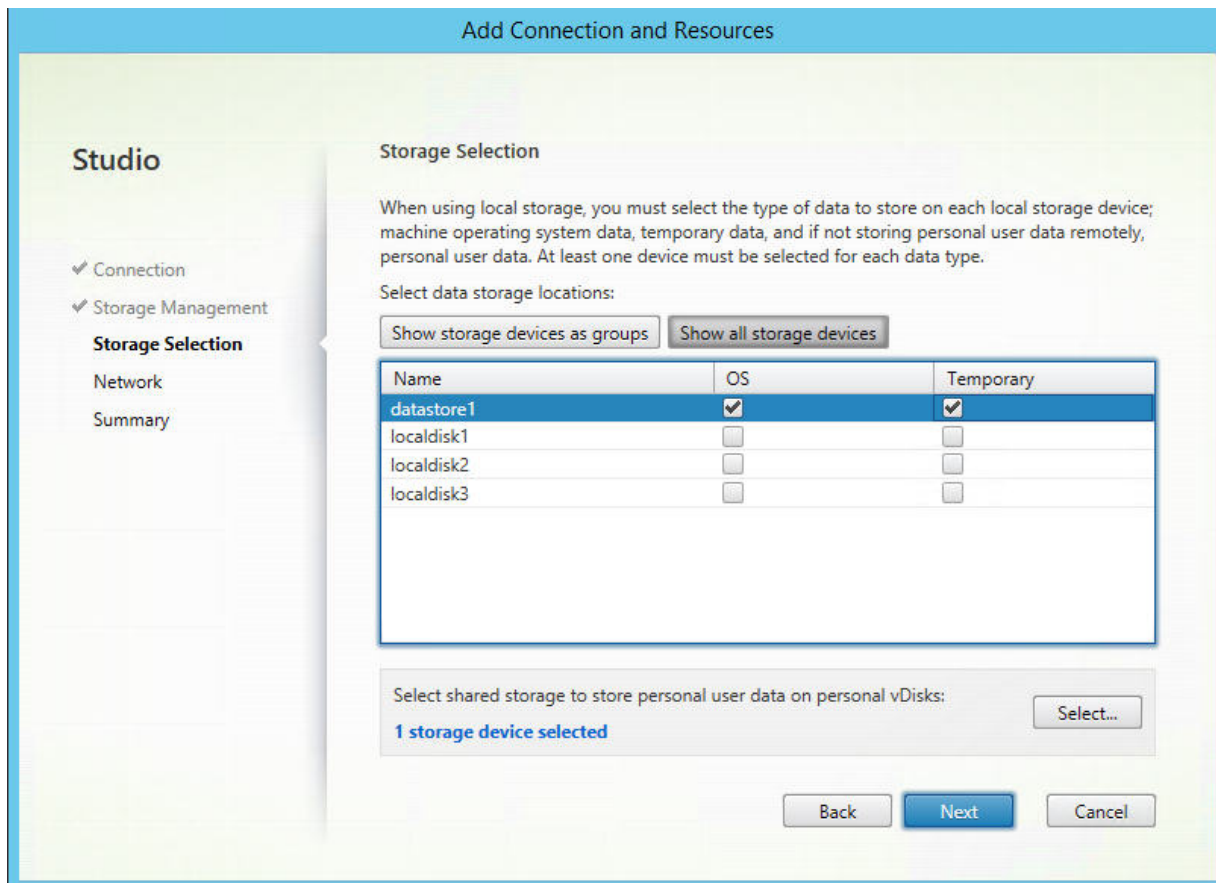 Add Connection and Resources
Studio
Connection
Storage Management
Storage Selection
Network
Summary
Storage Selection
When using local storage, you must select the type of data to store on each local storage device;
machine operating system data, temporary data, and if not storing personal user data remotely,
personal user data. At least one device must be selected for each data type.
Select data storage locations:
Show storage devices as groups Show all storage devices
Name OS Temporary
datastore1
localdisk1
localdisk2
localdisk3
Select shared storage to store personal user data on personal vDisks:
1 storage device selected
Select...
Back Next Cancel